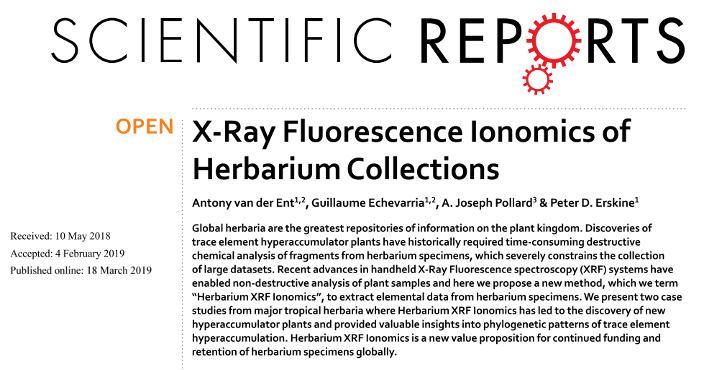 SCIENTIFIC REPORTS
OPEN
X-Ray Fluorescence Ionomics of
Herbarium Collections
Antony van der Ent1,2, Guillaume Echevarria1,2, A. Joseph Pollard3 & Peter D. Erskine1
Received: 10 May 2018
Accepted: 4 February 2019
Published online: 18 March 2019
Global herbaria are the greatest repositories of information on the plant kingdom. Discoveries of
trace element hyperaccumulator plants have historically required time-consuming destructive
chemical analysis of fragments from herbarium specimens, which severely constrains the collection
of large datasets. Recent advances in handheld X-Ray Fluorescence spectroscopy (XRF) systems have
enabled non-destructive analysis of plant samples and here we propose a new method, which we term
“Herbarium XRF Ionomics”, to extract elemental data from herbarium specimens. We present two case
studies from major tropical herbaria where Herbarium XRF Ionomics has led to the discovery of new
hyperaccumulator plants and provided valuable insights into phylogenetic patterns of trace element
hyperaccumulation. Herbarium XRF Ionomics is a new value proposition for continued funding and
retention of herbarium specimens globally.